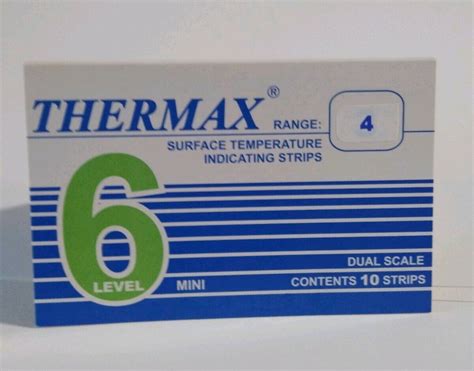 THERMAX®
RANGE: 4
SURFACE TEMPERATURE
INDICATING STRIPS
6
LEVEL
MINI
DUAL SCALE
CONTENTS 10 STRIPS